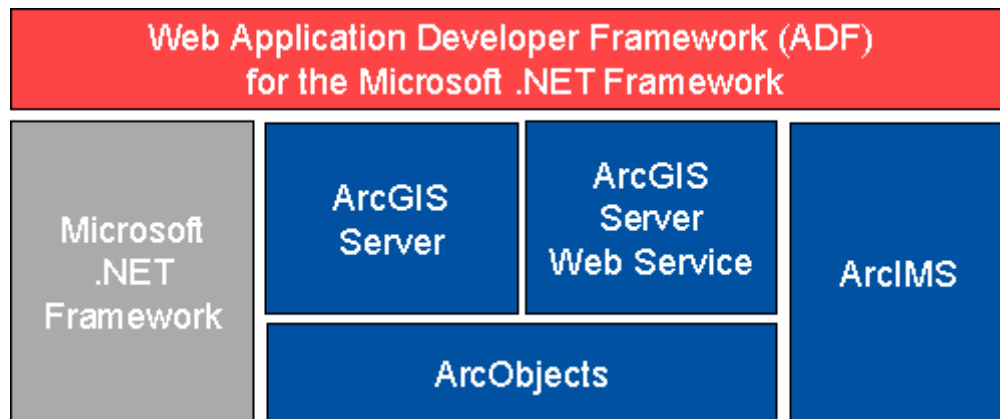 Web Application Developer Framework (ADF)
for the Microsoft .NET Framework
Microsoft
.NET
Framework
ArcGIS
Server
ArcGIS
Server
Web Service
ArcIMS
ArcObjects